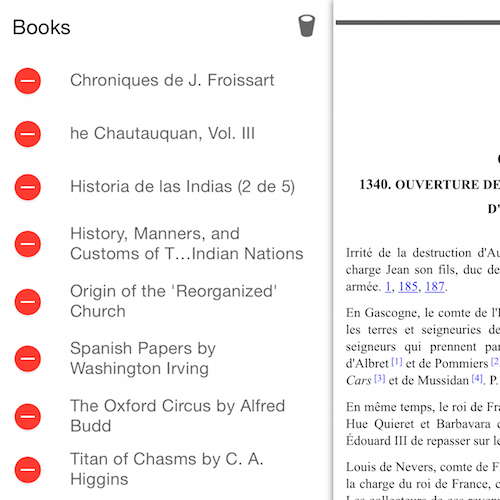 Books
Chroniques de J. Froissart
he Chautauquan, Vol. III
Historia de las Indias (2 de 5)
History, Manners, and
Customs of T...Indian Nations
Origin of the 'Reorganized'
Church
Spanish Papers by
Washington Irving
The Oxford Circus by Alfred
Budd
Titan of Chasms by C. A.
Higgins
1340. OUVERTURE DE
D'
Irrité de la destruction d'Au
charge Jean son fils, duc de
armée. 1, 185, 187.
En Gascogne, le comte de l'
les terres et seigneuries de
seigneurs qui prennent par
d'Albret [1] et de Pommiers [2]
Cars [3] et de Mussidan [4]. P.
En même temps, le roi de Fra
Hue Quieret et Barbavara
Édouard III de repasser sur le
Louis de Nevers, comte de F
la charge du roi de France, c